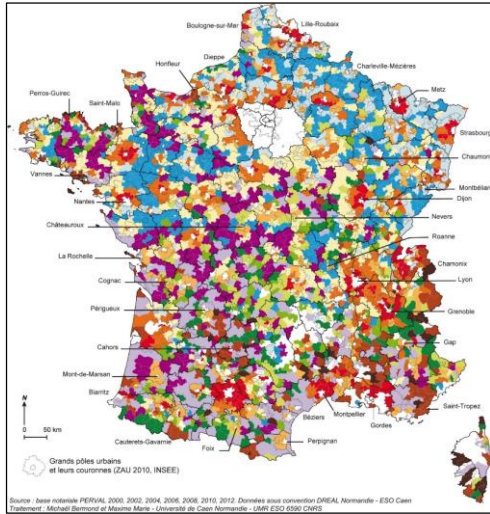 Boulogne-sur-Mer
Lille-Roubaix
Dieppe
Charleville-Mézières
Honfleur
Metz
Perros-Guirec
Saint-Malo
Strasbourg
Chaumont
Vannes
Montbéliard
Dijon
Nantes
Nevers
Châteauroux
Roanne
La Rochelle
Chamonix
Cognac
Lyon
Périgueux
Grenoble
Gap
Cahors
Mont-de-Marsan
Biarritz
Saint-Tropez
Béziers
Montpellier
Gordes
Cauterets-Gavarnie
Foix
Perpignan
N
0 50 km
Grands pôles urbains
et leurs couronnes (ZAU 2010, INSEE)
Source : base notariale PERVAL 2000, 2002, 2004, 2006, 2008, 2010, 2012. Données sous convention DREAL Normandie - ESO Caen
Traitement : Michaël Bermond et Maxime Marie - Université de Caen Normandie - UMR ESO 6590 CNRS